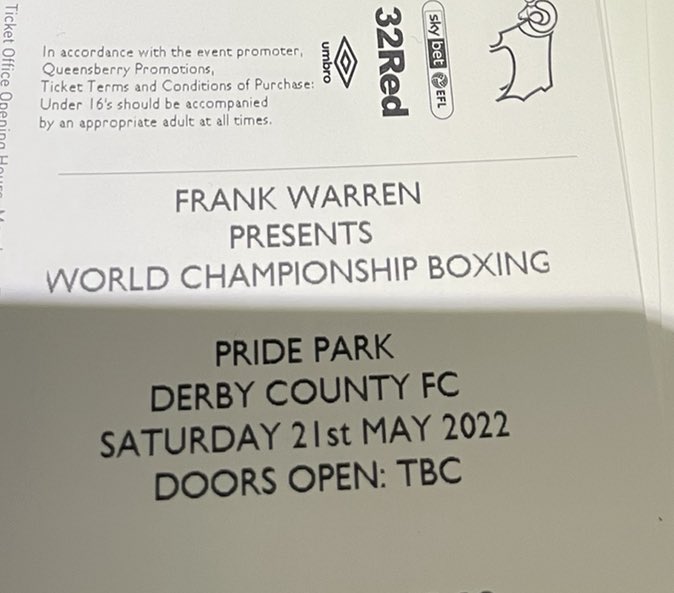 Ticket Office Opening Hours
In accordance with the event promoter,
Queensberry Promotions,
Ticket Terms and Conditions of Purchase:
Under 16's should be accompanied
by an appropriate adult at all times.
umbro
32Red
sky bet EFL
FRANK WARREN
PRESENTS
WORLD CHAMPIONSHIP BOXING
PRIDE PARK
DERBY COUNTY FC
SATURDAY 21st MAY 2022
DOORS OPEN: TBC